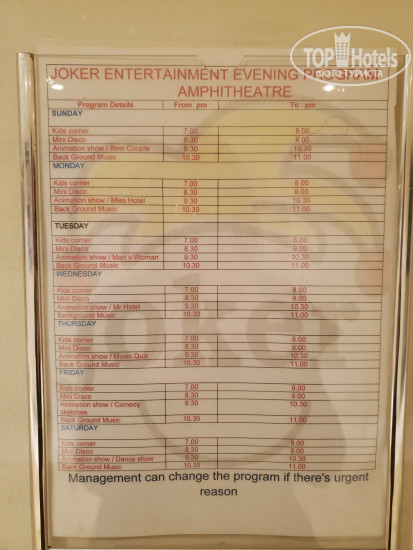 TOP Hotels
ФОТО ТУРИСТА
JOKER ENTERTAINMENT EVENING
AMPHITHEATRE
Program Details From pm To pm
SUNDAY
Kids corner 7.00 8.00
Mini Disco 8.30 9.00
Animation show / Best Couple 9.30 10.30
Back Ground Music 10.30 11.00
MONDAY
Kids corner 7.00 8.00
Mini Disco 8.30 9.00
Animation show / Miss Hotel 9.30 10.30
Back Ground Music 10.30 11.00
TUESDAY
Kids corner 7.00 8.00
Mini Disco 8.30 9.00
Animation show / Man v Woman 9.30 10.30
Back Ground Music 10.30 11.00
WEDNESDAY
Kids corner 7.00 8.00
Mini Disco 8.30 9.00
Animation show / Mr Hotel 9.30 10.30
Background Music 10.30 11.00
THURSDAY
Kids corner 7.00 8.00
Mini Disco 8.30 9.00
Animation show / Music Quiz 9.30 10.30
Back Ground Music 10.30 11.00
FRIDAY
Kids corner 7.00 8.00
Mini Disco 8.30 9.00
Animation show / Comedy 9.30 10.30
sketches
Back Ground Music 10.30 11.00
SATURDAY
Kids corner 7.00 8.00
Mini Disco 8.30 9.00
Animation show / Dance show 9.30 10.30
Back Ground Music 10.30 11.00
Management can change the program if there's urgent
reason